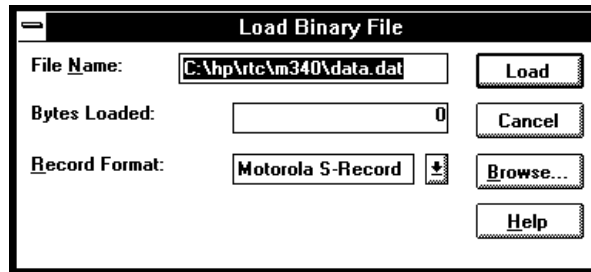 Load Binary File
File Name: C:\hp\rtc\m340\data.dat Load
Bytes Loaded: 0 Cancel
Record Format: Motorola S-Record Browse...
Help